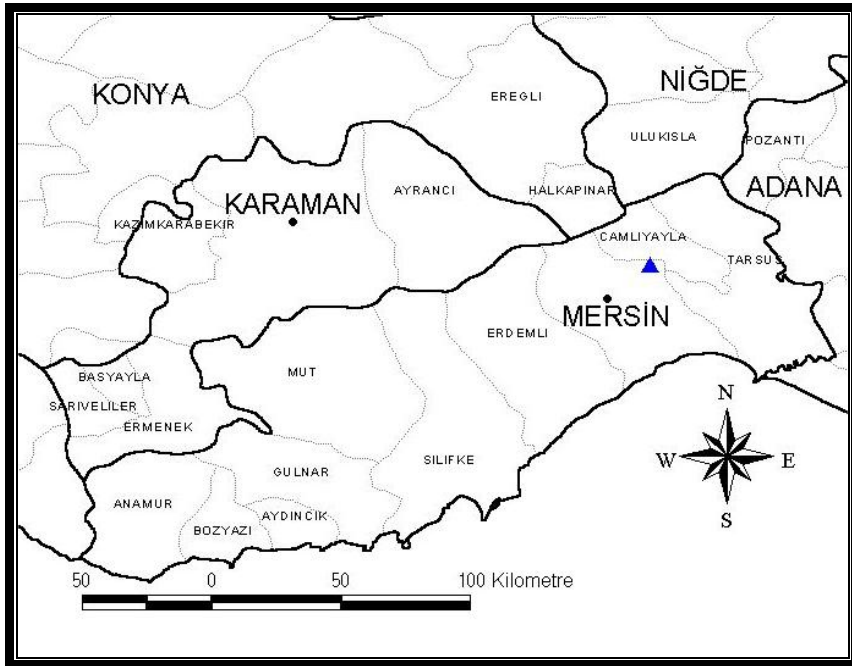 KONYA
NİĞDE
EREGLI
ULUKISLA
POZANTI
ADANA
HALKAPINAR
AYRANCI
KARAMAN
KAZIMKARABEKIR
CAMLIYAYLA
TARSUS
MERSİN
ERDEMLI
MUT
BASYAYLA
SARIVELILER
ERMENEK
SILIFKE
GULNAR
ANAMUR
AYDINCIK
BOZYAZI
N
W E
S
50 0 50 100 Kilometre